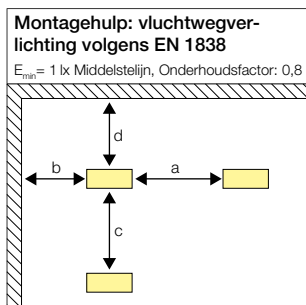 Montagehulp: vluchtwegver-
lichting volgens EN 1838
Emin= 1 lx Middelstelijn, Onderhoudsfactor: 0,8
d
b
a
c